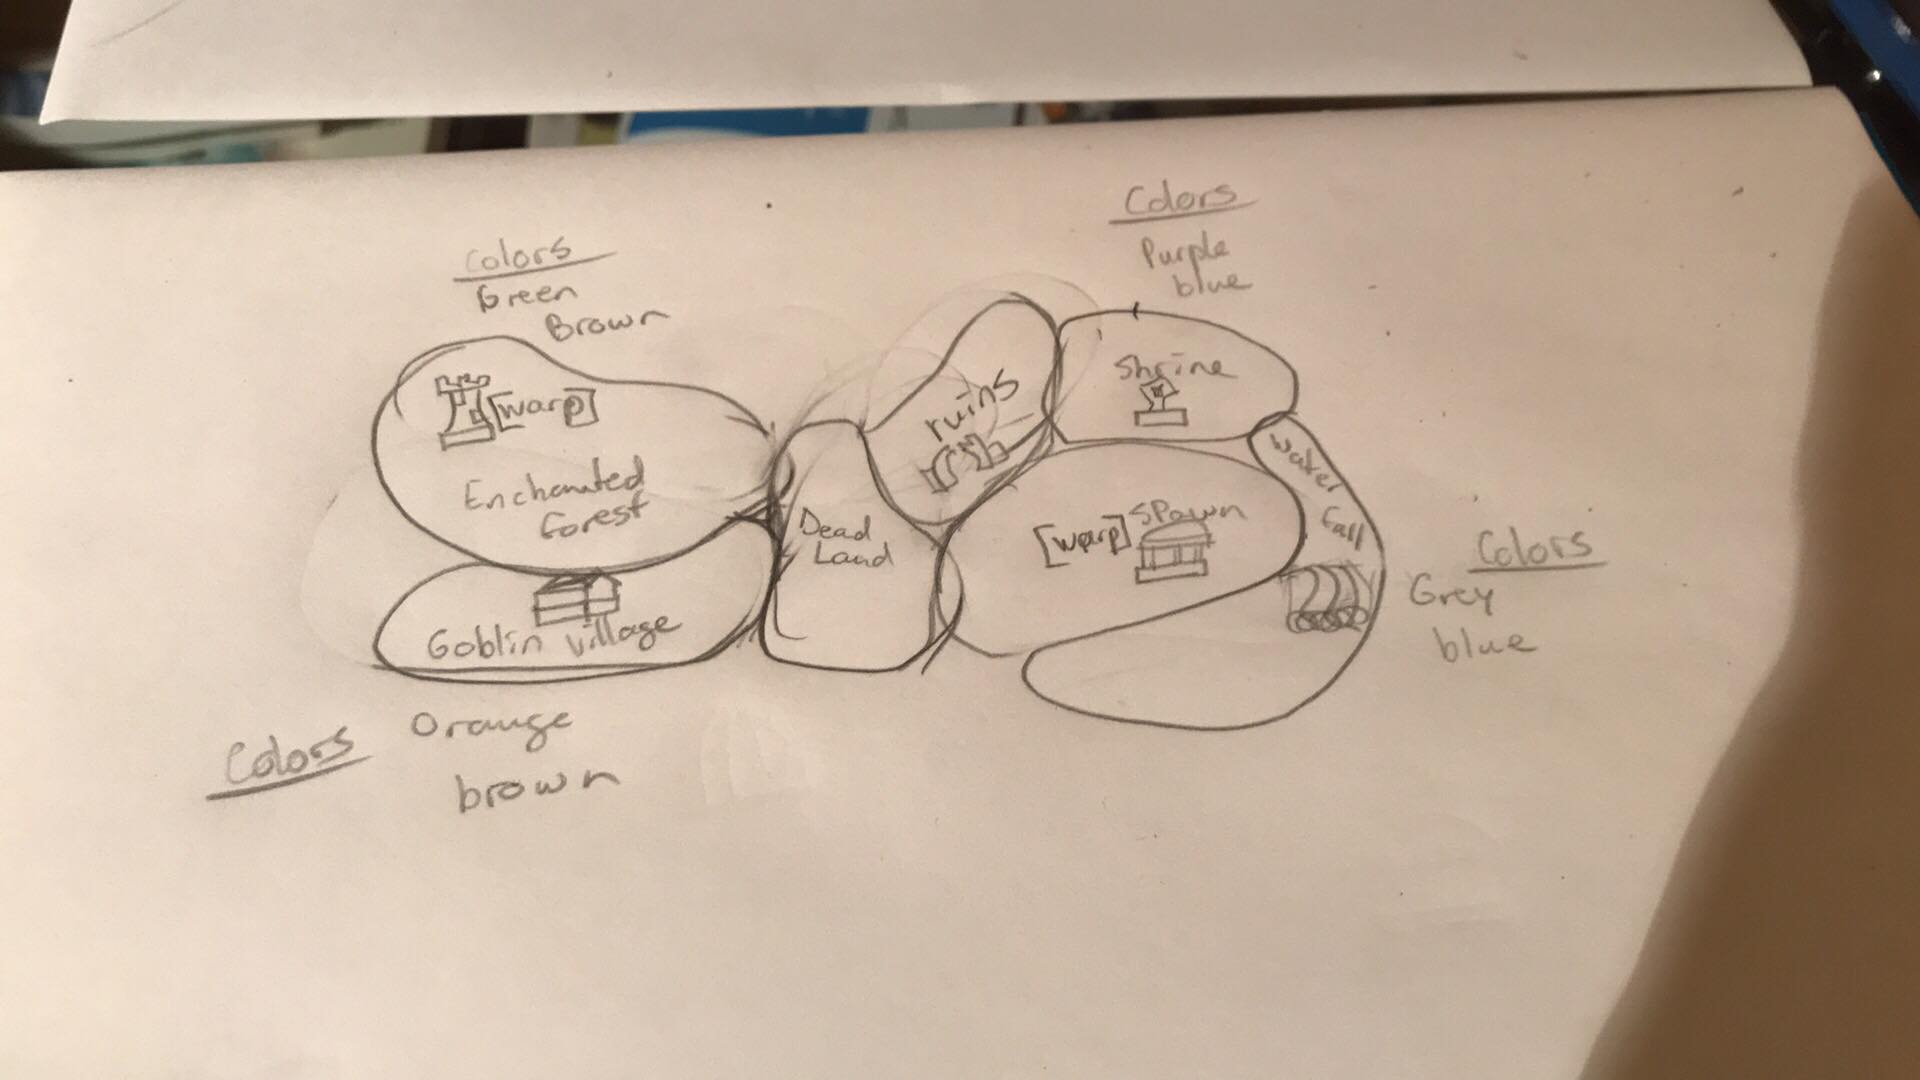 Colors
Green
Brown
[warp]
Enchanted
forest
Goblin village
Colors
Orange
brown
Dead
Land
ruins
Colors
Purple
blue
Shrine
[warp] Spawn
Water
fall
Colors
Grey
blue